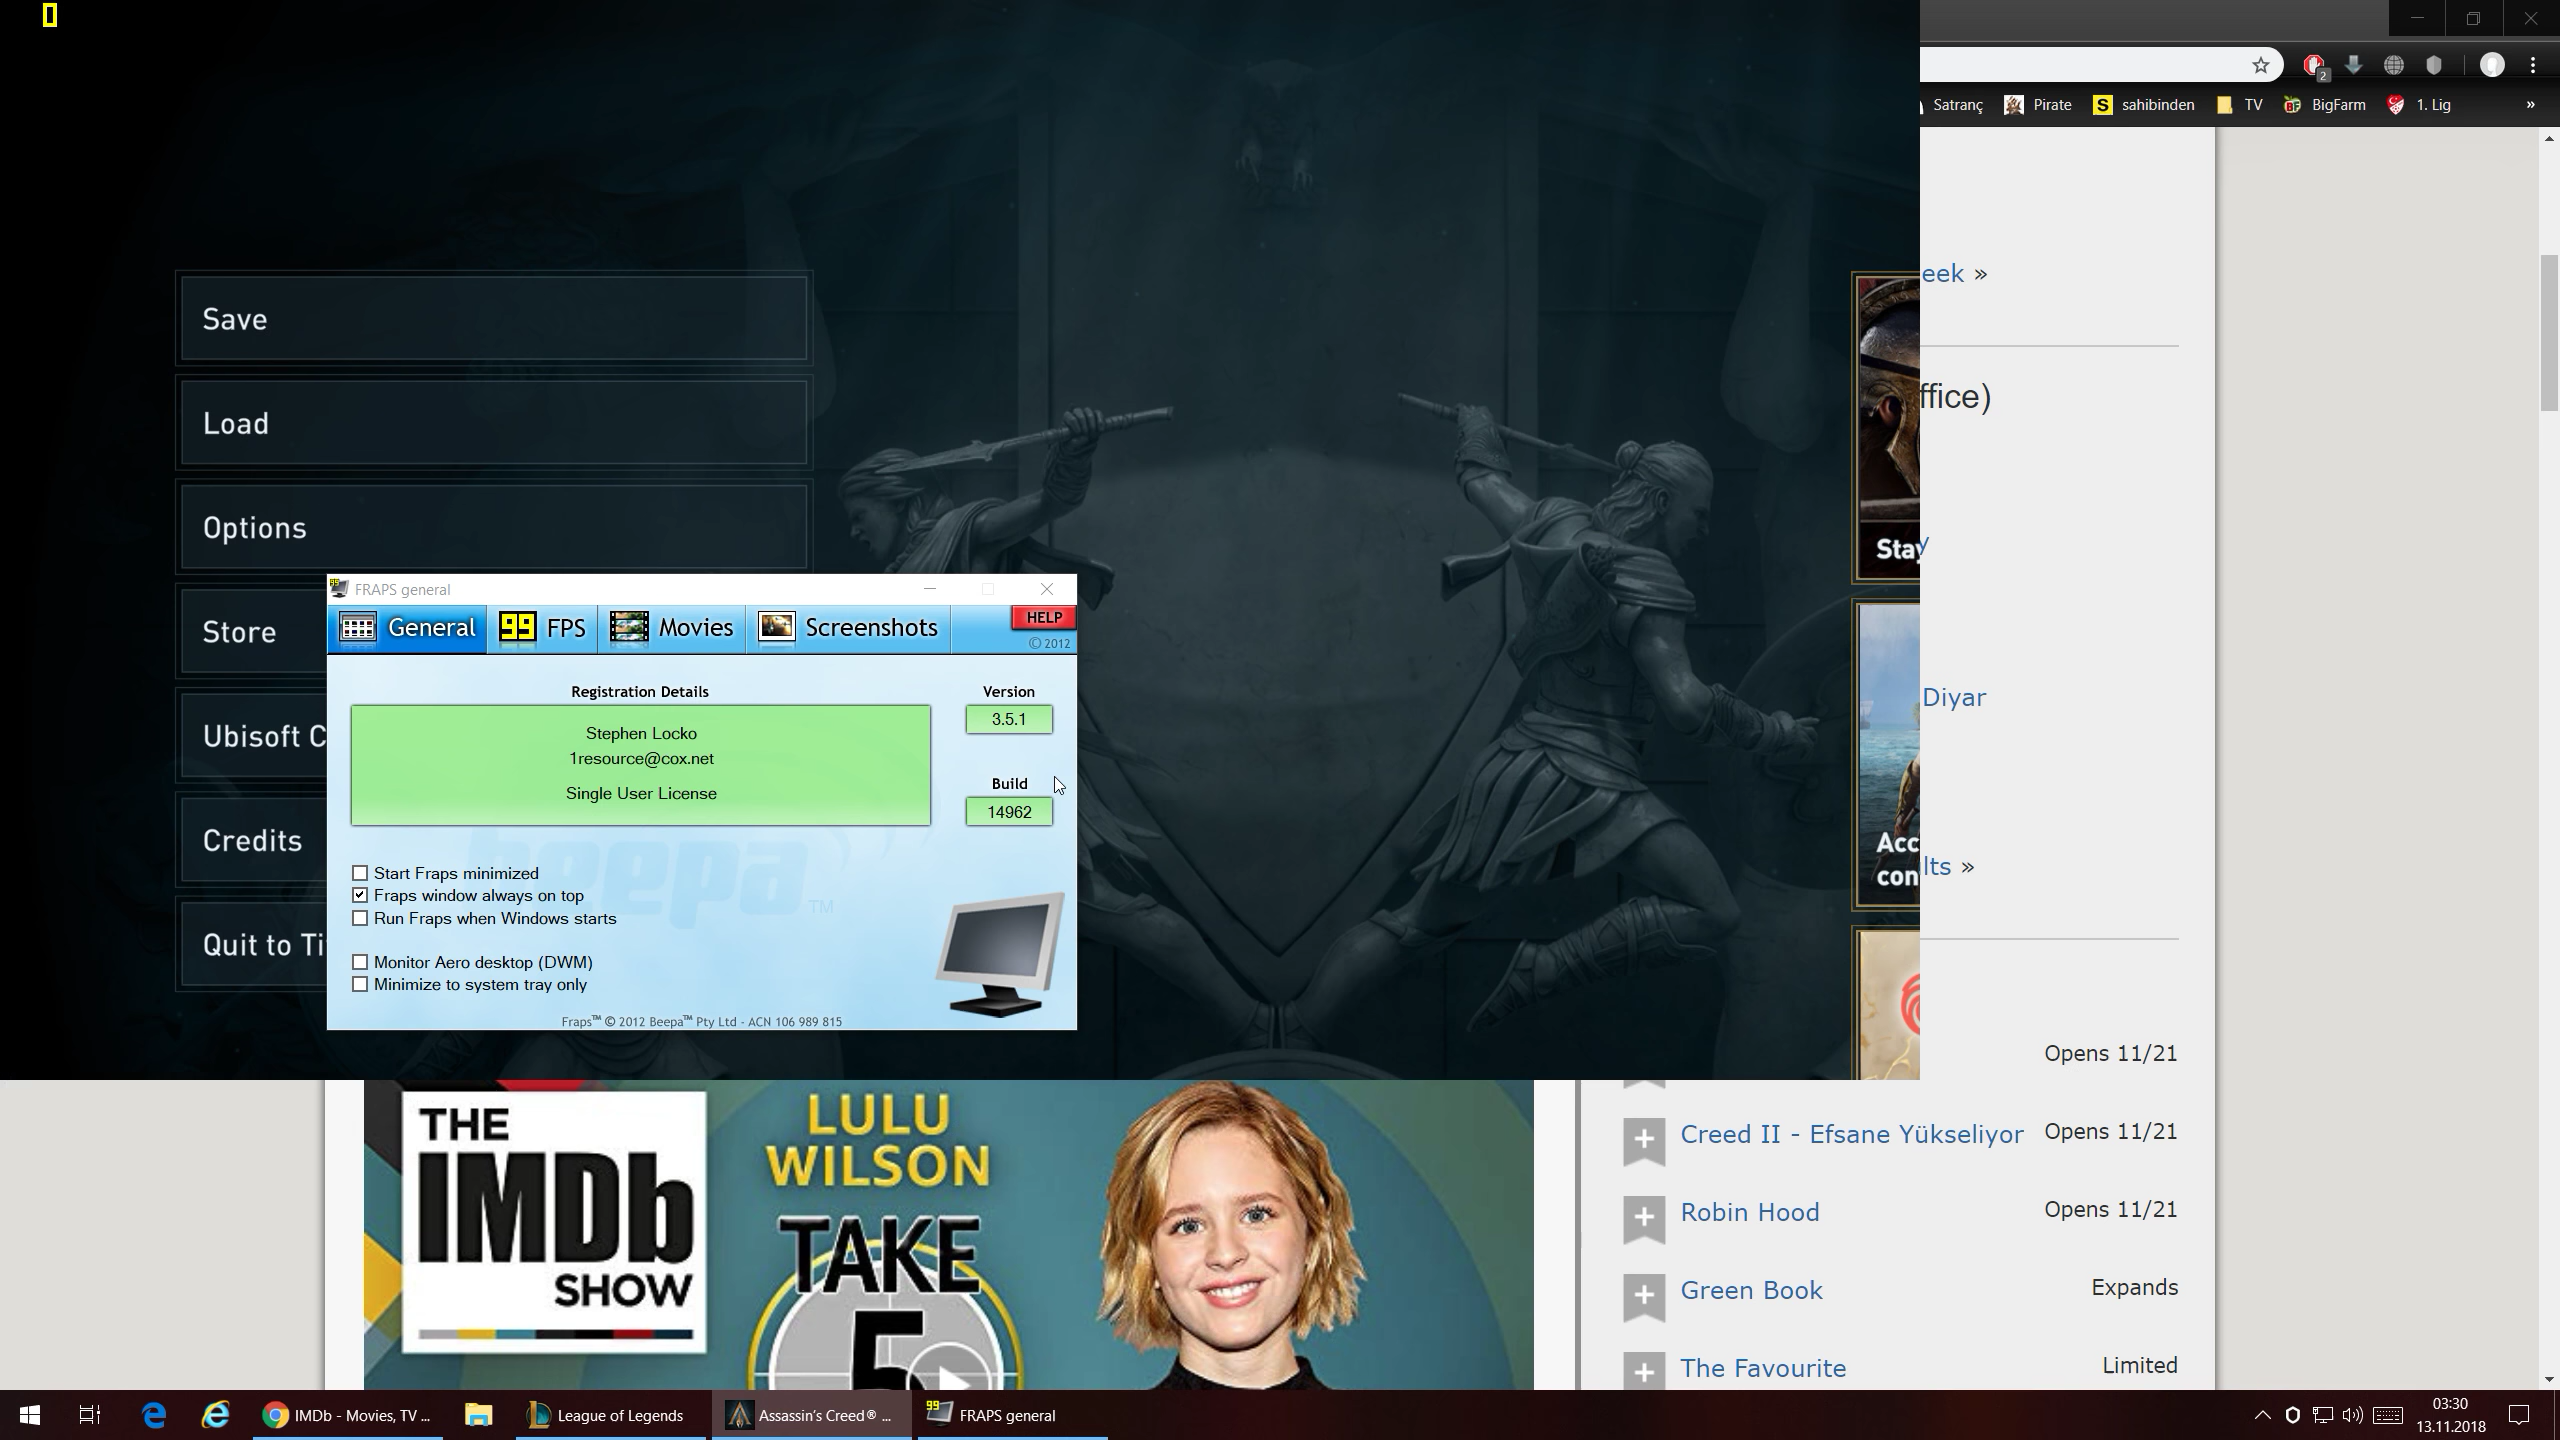 Satranç
Pirate
S sahibinden
TV
BF BigFarm
1. Lig
»
2
eek »
ffice)
y
Diyar
lts »
Save
Load
Options
Store
Ubisoft C
Credits
Quit to Ti
Stay
Acc
con
FRAPS general
General
99 FPS
Movies
Screenshots
HELP
© 2012
Registration Details
Stephen Locko
1resource@cox.net
Single User License
Version
3.5.1
Build
14962
beepa™
Start Fraps minimized
Fraps window always on top
Run Fraps when Windows starts
Monitor Aero desktop (DWM)
Minimize to system tray only
Fraps™ © 2012 Beepa™ Pty Ltd - ACN 106 989 815
THE
IMDb
SHOW
LULU
WILSON
TAKE
5
Opens 11/21
Creed II - Efsane Yükseliyor Opens 11/21
Robin Hood Opens 11/21
Green Book Expands
The Favourite Limited
IMDb - Movies, TV ...
League of Legends
Assassin's Creed® ...
99
FRAPS general
03:30
13.11.2018